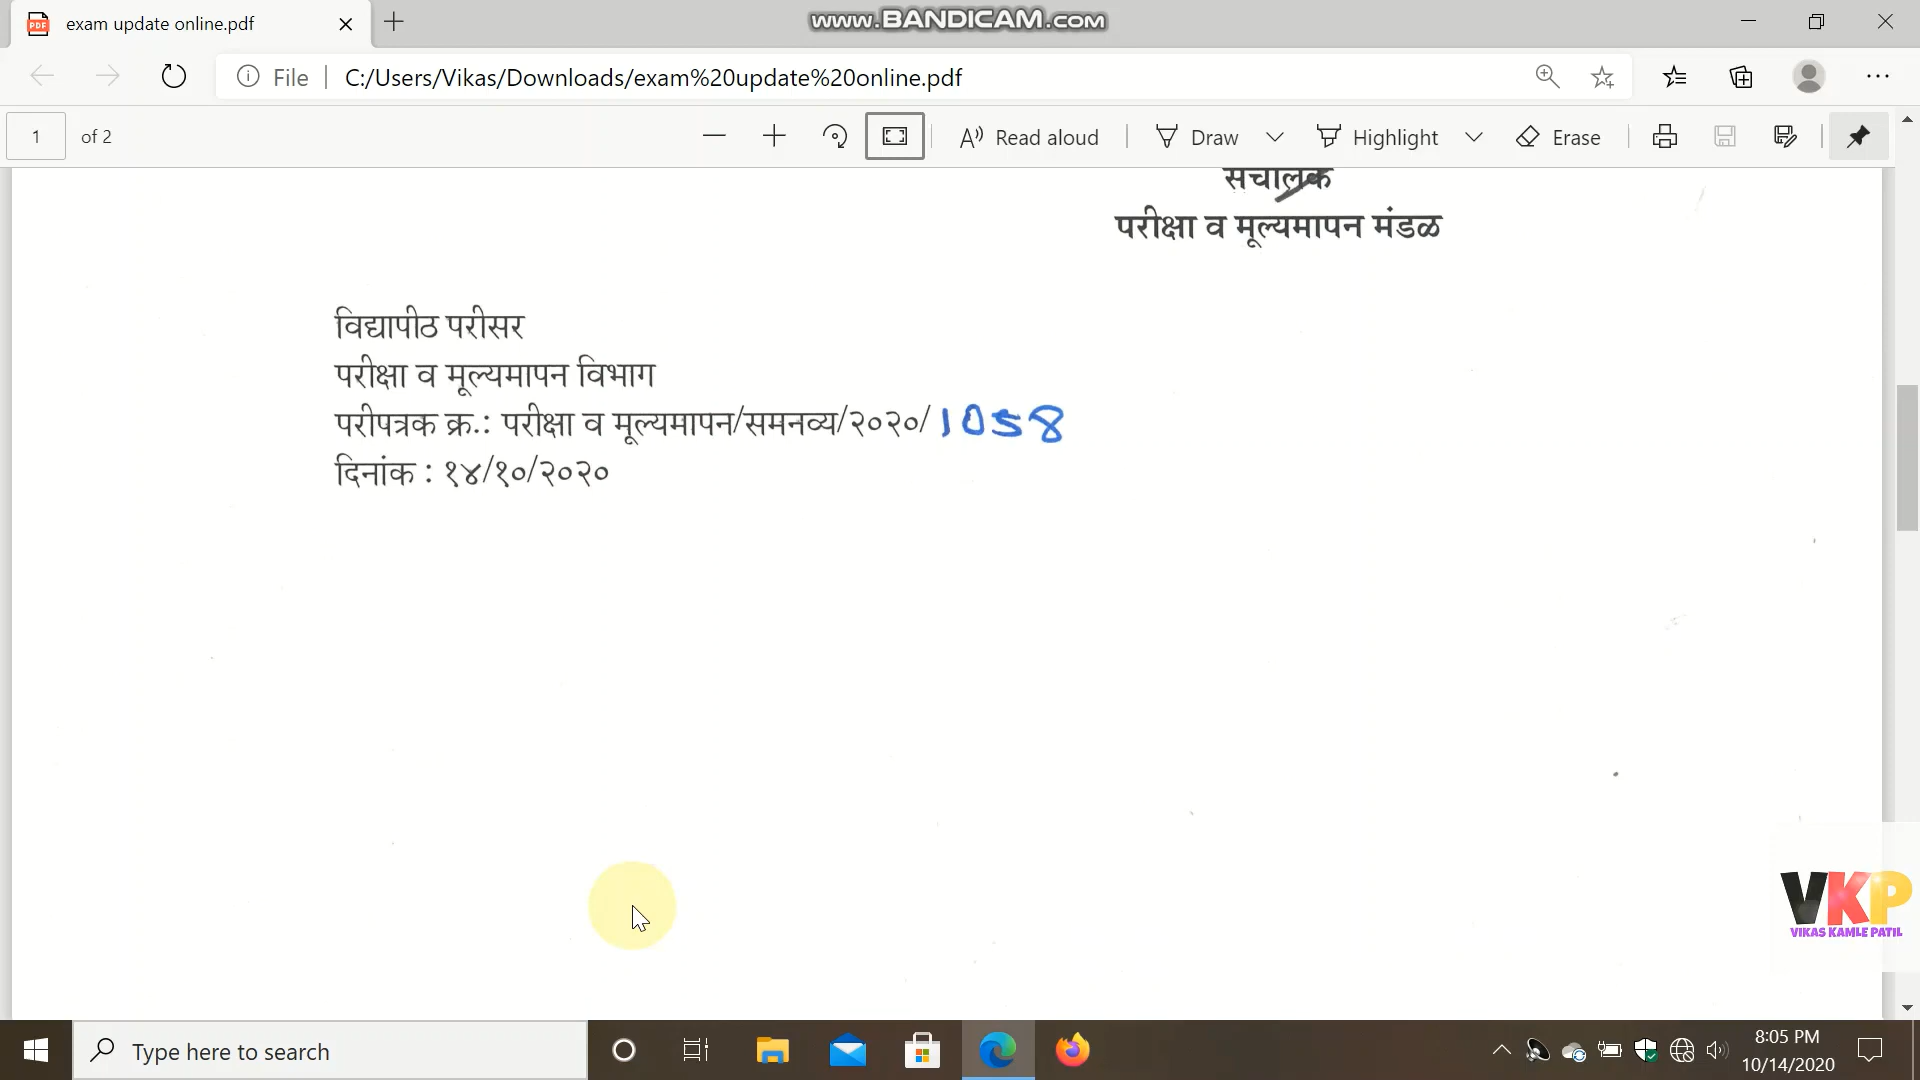 exam update online.pdf
www.BANDICAM.com
File
C:/Users/Vikas/Downloads/exam%20update%20online.pdf
1 of 2
Read aloud
Draw
Highlight
Erase
संचालक
परीक्षा व मूल्यमापन मंडळ
विद्यापीठ परीसर
परीक्षा व मूल्यमापन विभाग
परीपत्रक क्र.: परीक्षा व मूल्यमापन/समनव्य/२०२०/1058
दिनांक : १४/१०/२०२०
VKP
VIKAS KAMLE PATIL
Type here to search
8:05 PM
10/14/2020